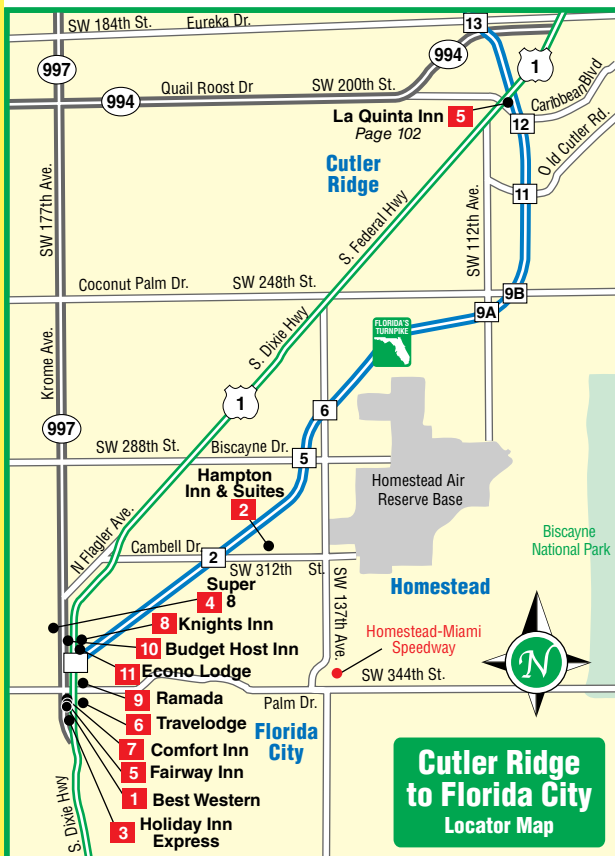 SW 184th St.
Eureka Dr.
13
997
994
1
Quail Roost Dr
SW 200th St.
994
Caribbean Blvd
La Quinta Inn 5
Page 102
12
Cutler
Ridge
Old Cutler Rd.
11
SW 177th Ave.
S. Federal Hwy
SW 112th Ave.
Coconut Palm Dr.
SW 248th St.
9B
9A
S. Dixie Hwy
FLORIDA'S
TURNPIKE
Krome Ave.
1
6
997
SW 288th St.
Biscayne Dr.
5
Hampton
Inn & Suites
2
Homestead Air
Reserve Base
N Flagler Ave.
Biscayne
National Park
Cambell Dr.
2
SW 312th St.
Super
4 8
Homestead
SW 137th Ave.
8 Knights Inn
Homestead-Miami
Speedway
10 Budget Host Inn
11 Econo Lodge
SW 344th St.
N
9 Ramada
Palm Dr.
6 Travelodge
Florida
City
7 Comfort Inn
5 Fairway Inn
1 Best Western
3 Holiday Inn
Express
S. Dixie Hwy
Cutler Ridge
to Florida City
Locator Map